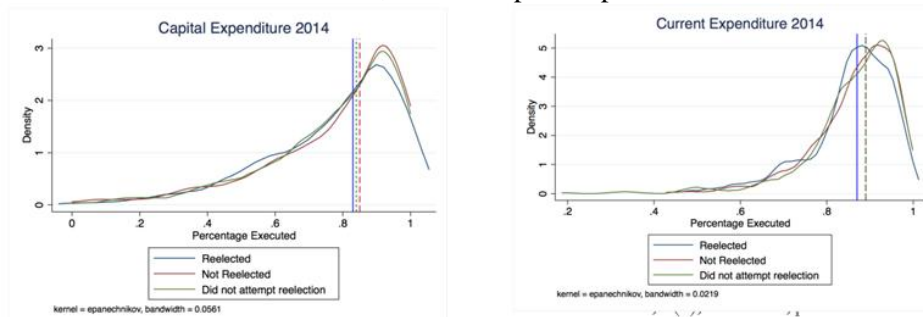 Capital Expenditure 2014
Density
3
2
1
0
0 .2 .4 .6 .8 1
Percentage Executed
Reelected
Not Reelected
Did not attempt reelection
kernel = epanechnikov, bandwidth = 0.0561
Current Expenditure 2014
Density
5
4
3
2
1
0
.2 .4 .6 .8 1
Percentage Executed
Reelected
Not Reelected
Did not attempt reelection
kernel = epanechnikov, bandwidth = 0.0219